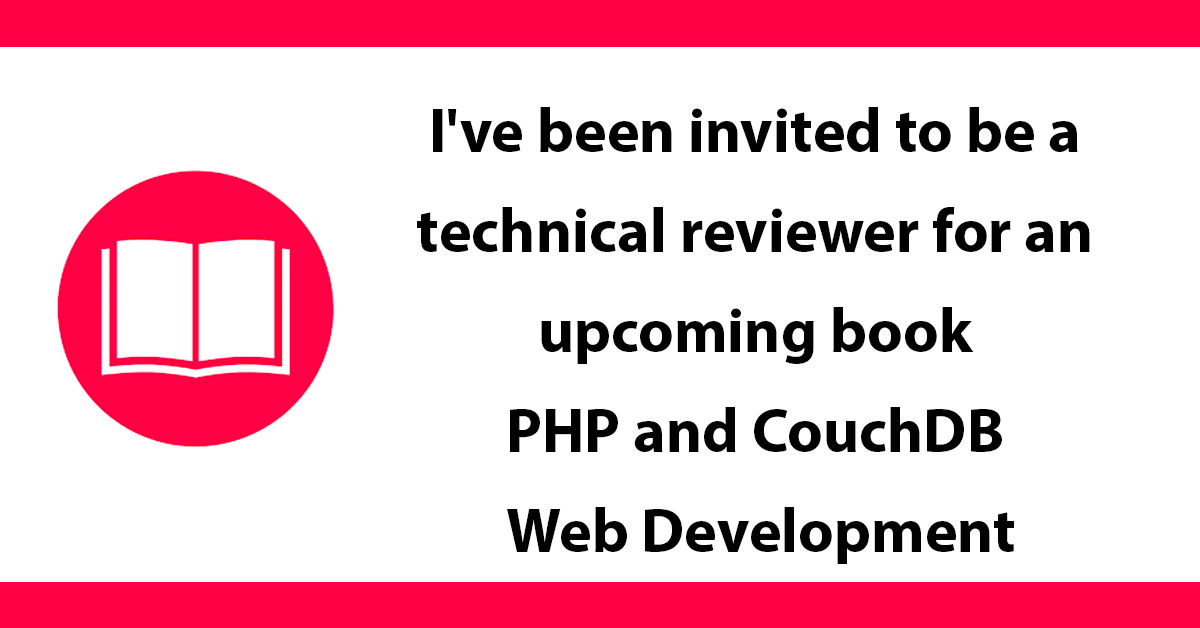 I've been invited to be a
technical reviewer for an
upcoming book
PHP and CouchDB
Web Development